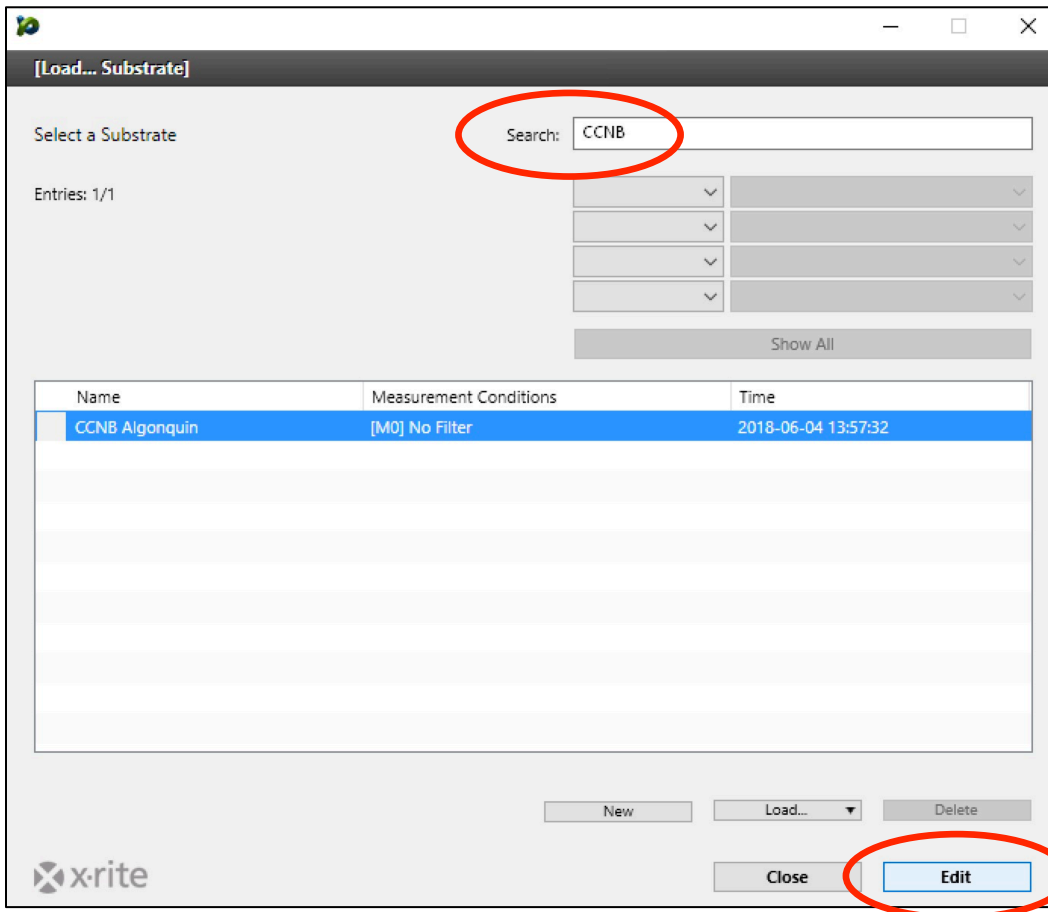 [Load... Substrate]
Select a Substrate
Search: CCNB
Entries: 1/1
Show All
Name Measurement Conditions Time
CCNB Algonquin [M0] No Filter 2018-06-04 13:57:32
New Load... Delete
x·rite Close Edit